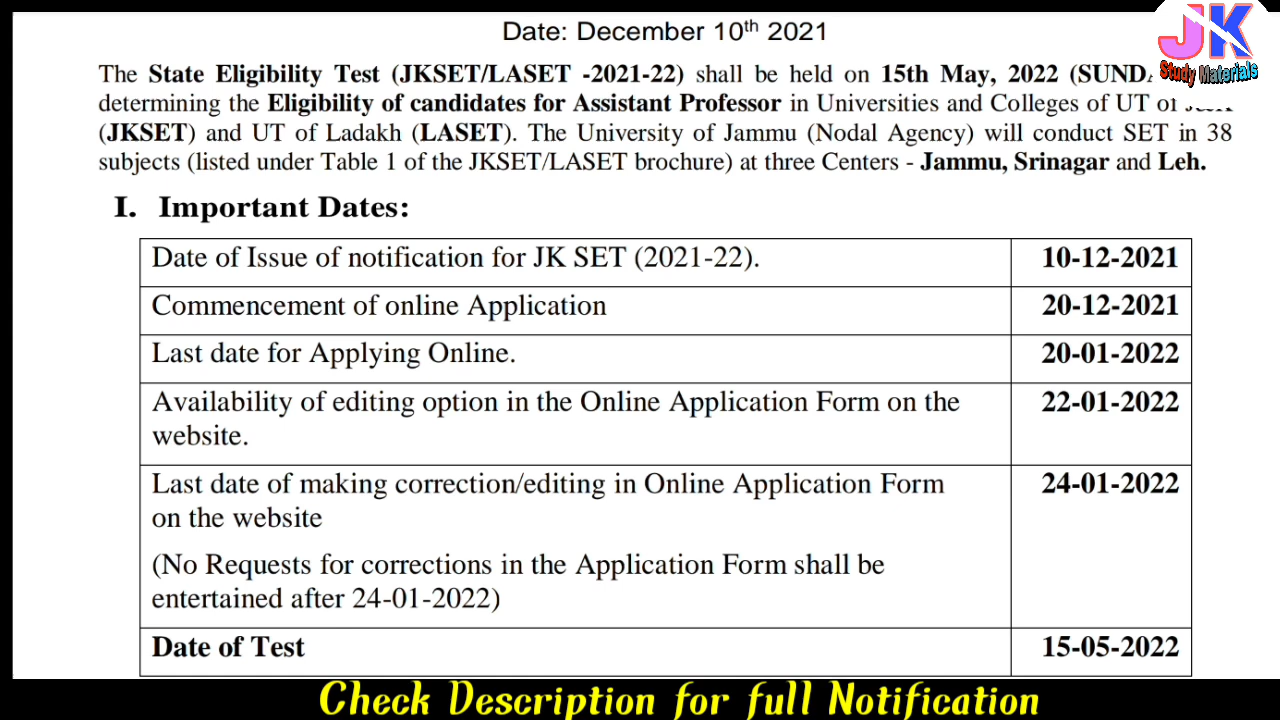 Date: December 10th 2021
JK
Study Materials
The State Eligibility Test (JKSET/LASET -2021-22) shall be held on 15th May, 2022
determining the Eligibility of candidates for Assistant Professor in Universities and Colleges of UT of
(JKSET) and UT of Ladakh (LASET). The University of Jammu (Nodal Agency) will conduct SET in 38
subjects (listed under Table 1 of the JKSET/LASET brochure) at three Centers - Jammu, Srinagar and Leh.
I. Important Dates:
Date of Issue of notification for JK SET (2021-22). 10-12-2021
Commencement of online Application 20-12-2021
Last date for Applying Online. 20-01-2022
Availability of editing option in the Online Application Form on the 22-01-2022
website.
Last date of making correction/editing in Online Application Form 24-01-2022
on the website
(No Requests for corrections in the Application Form shall be
entertained after 24-01-2022)
Date of Test 15-05-2022
Check Description for full Notification